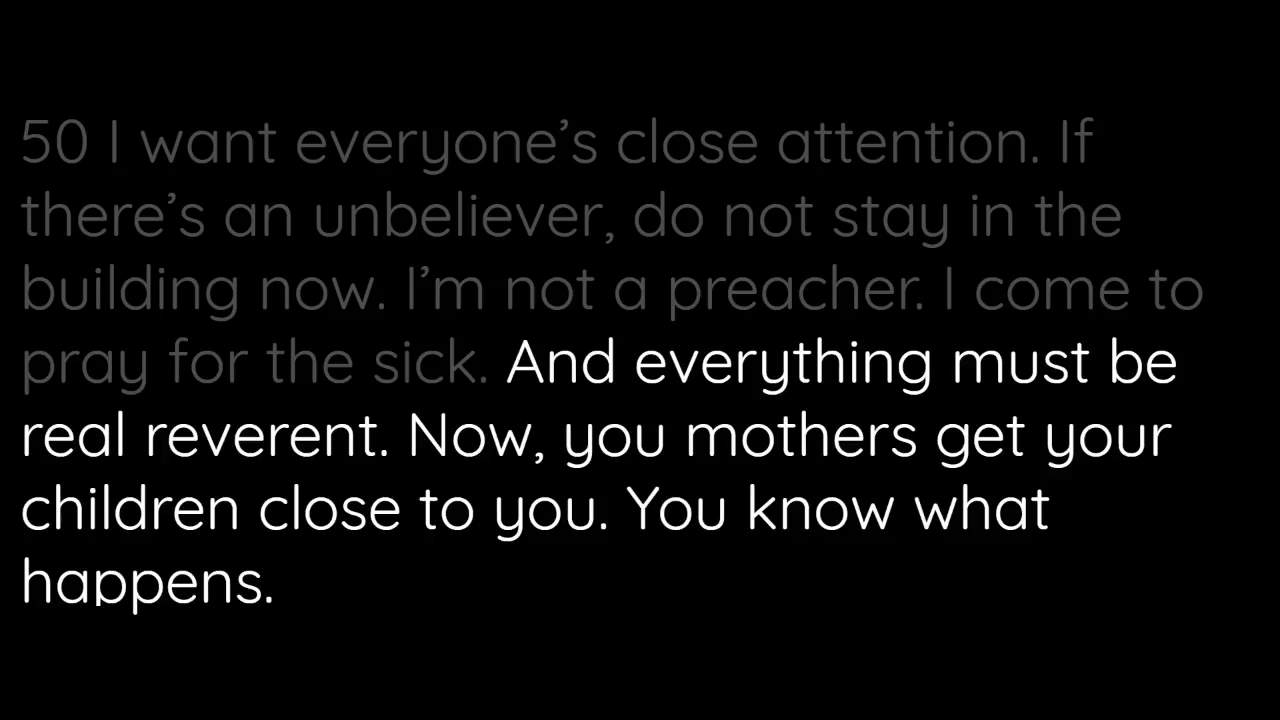 50 I want everyone’s close attention. If
there’s an unbeliever, do not stay in the
building now. I’m not a preacher. I come to
pray for the sick. And everything must be
real reverent. Now, you mothers get your
children close to you. You know what
happens.